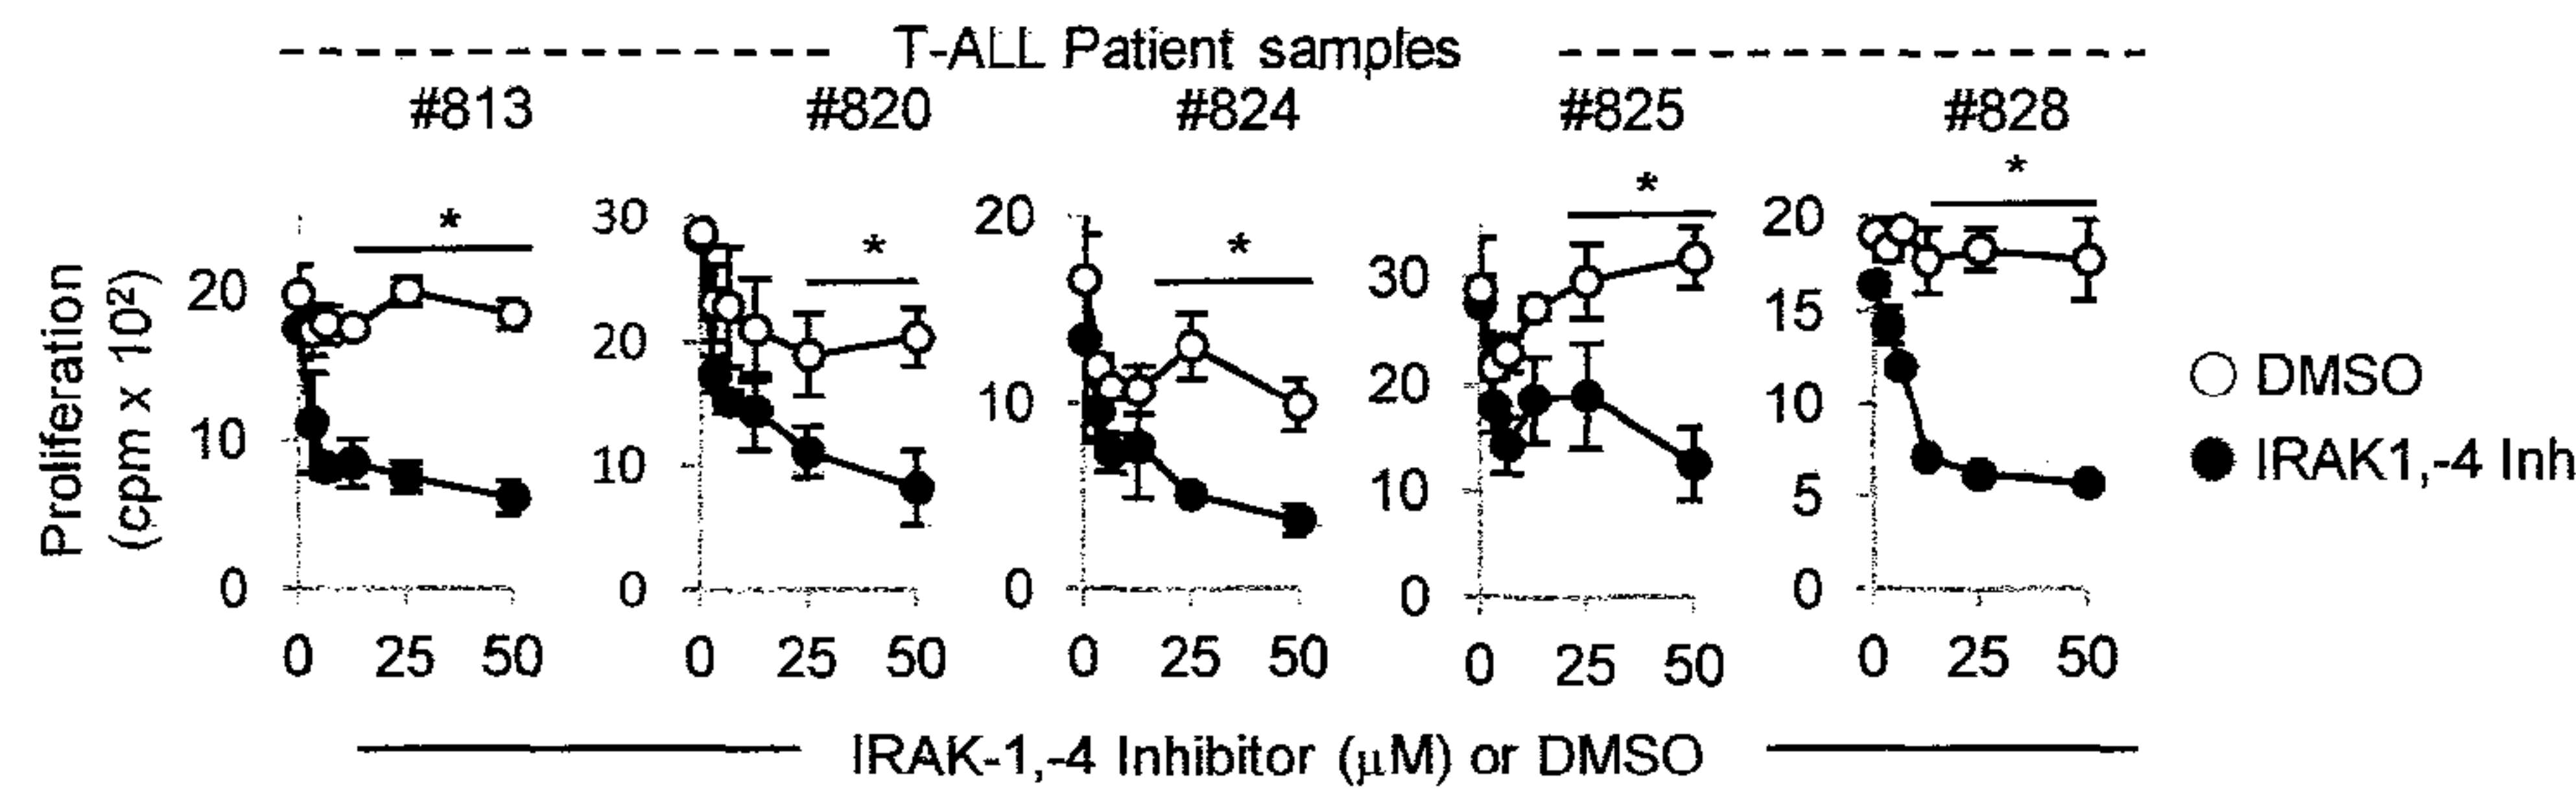 T-ALL Patient samples
#813 #820 #824 #825 #828
* * * * *
Proliferation
(cpm x 10²)
20
10
0
0 25 50
30
20
10
0
0 25 50
20
10
0
0 25 50
30
20
10
0
0 25 50
20
15
10
5
0
0 25 50
DMSO
IRAK1,-4 Inh
IRAK-1,-4 Inhibitor (μM) or DMSO